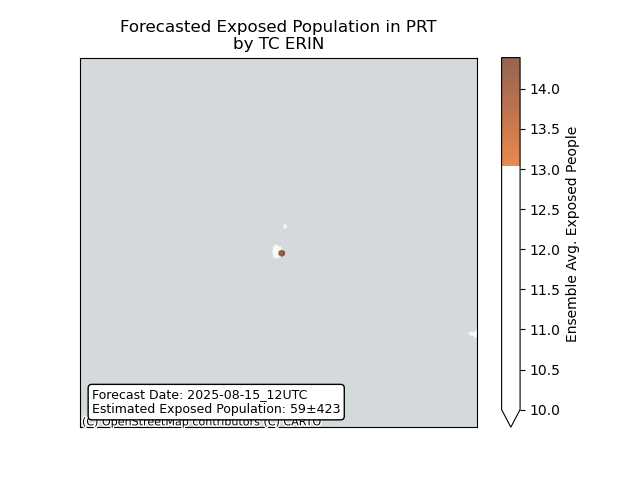 Forecasted Exposed Population in PRT
by TC ERIN
14.0
13.5
13.0
12.5
12.0
11.5
11.0
10.5
10.0
Ensemble Avg. Exposed People
Forecast Date: 2025-08-15_12UTC
Estimated Exposed Population: 59±423
(C) OpenStreetMap contributors (C) CARTO